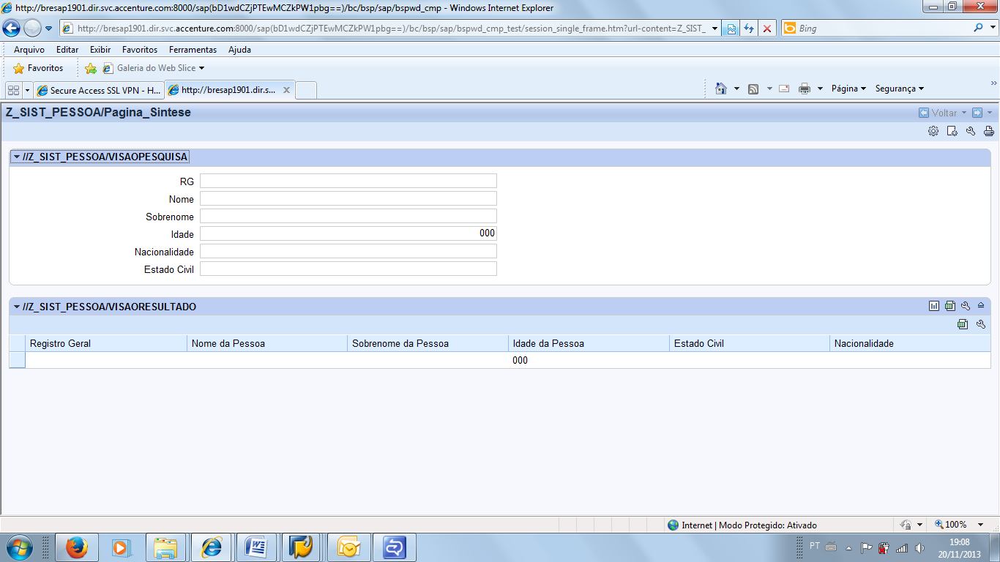 http://bresap1901.dir.svc.accenture.com:8000/sap(bD1wdCZjPTEwMCZkPW1pbg==)/bc/bsp/sap/bspwd_cmp - Windows Internet Explorer
http://bresap1901.dir.svc.accenture.com:8000/sap(bD1wdCZjPTEwMCZkPW1pbg==)/bc/bsp/sap/bspwd_cmp_test/session_single_frame.htm?url-content=Z_SIST_
Bing
Arquivo Editar Exibir Favoritos Ferramentas Ajuda
Favoritos Galeria do Web Slice
Secure Access SSL VPN - H... http://bresap1901.dir.s... Página Segurança
Z_SIST_PESSOA/Pagina_Sintese Voltar
//Z_SIST_PESSOA/VISAOPESQUISA
RG
Nome
Sobrenome
Idade 000
Nacionalidade
Estado Civil
//Z_SIST_PESSOA/VISAORESULTADO
Registro Geral Nome da Pessoa Sobrenome da Pessoa Idade da Pessoa Estado Civil Nacionalidade
000
Internet | Modo Protegido: Ativado 100%
PT 19:08
20/11/2013